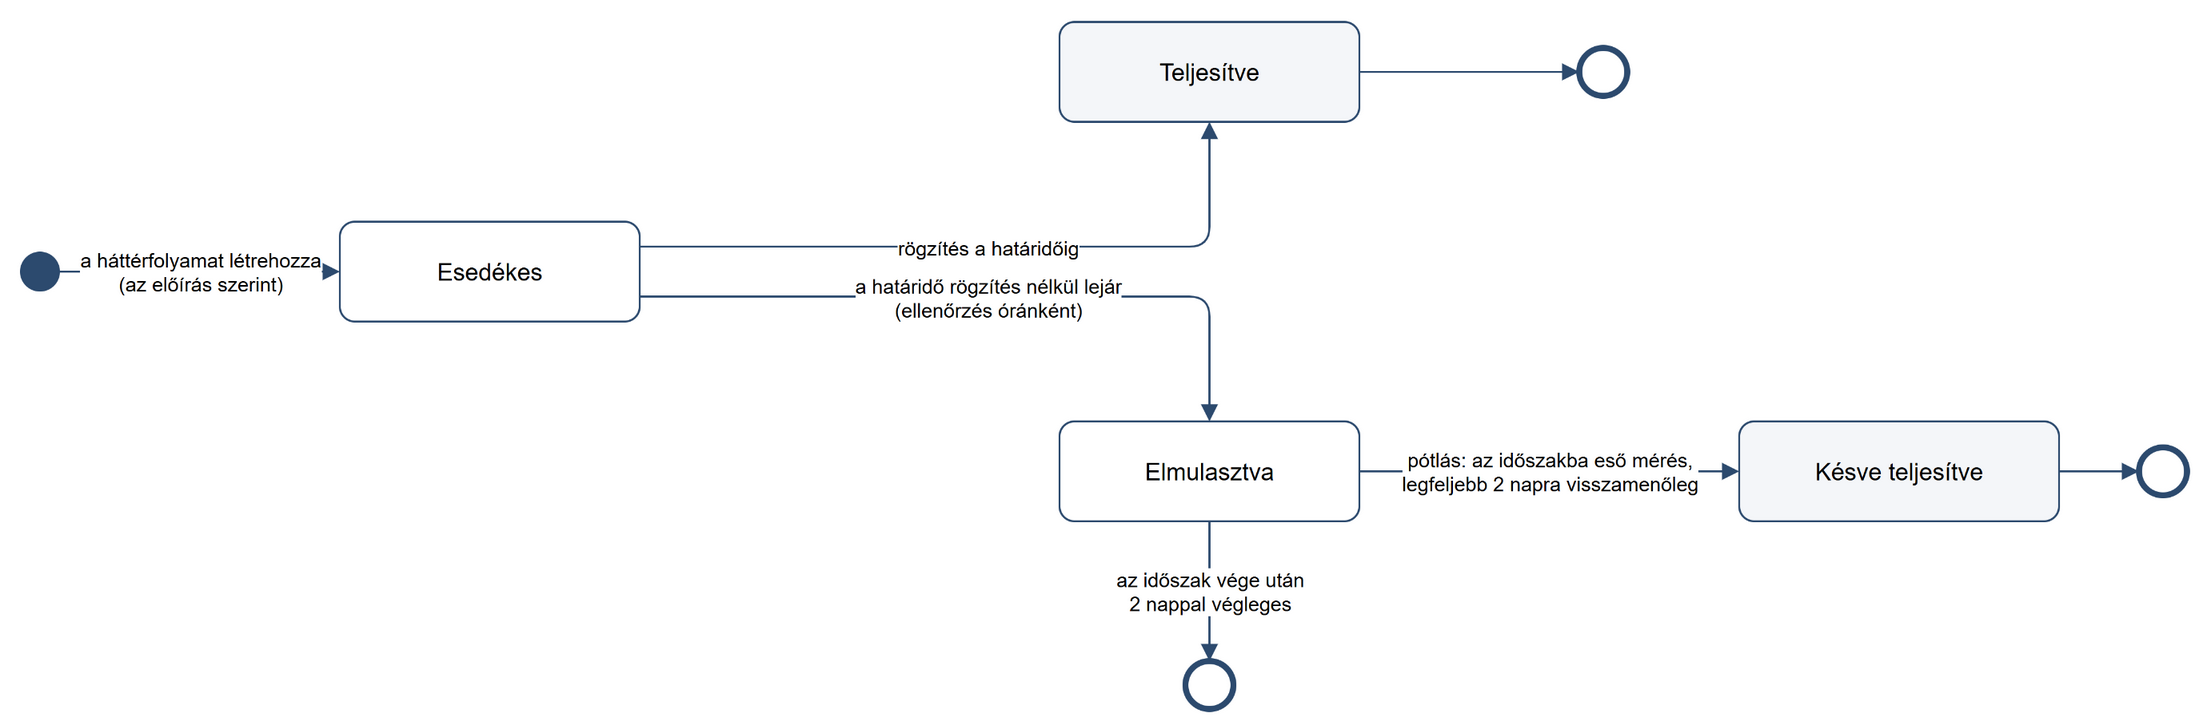 Teljesítve
a háttérfolyamat létrehozza
(az előírás szerint)
Esedékes
rögzítés a határidőig
a határidő rögzítés nélkül lejár
(ellenőrzés óránként)
Elmulasztva
pótlás: az időszakba eső mérés,
legfeljebb 2 napra visszamenőleg
Késve teljesítve
az időszak vége után
2 nappal végleges